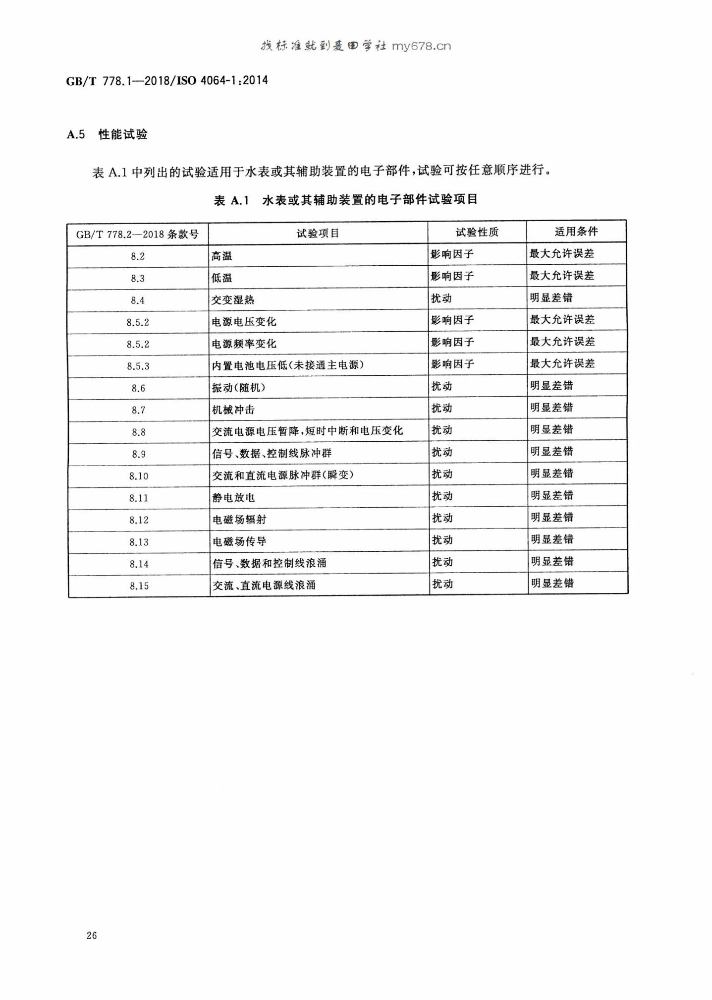 找标准就到麦田学社 my678.cn
GB/T 778.1—2018/ISO 4064-1:2014
A.5 性能试验
表 A.1 中列出的试验适用于水表或其辅助装置的电子部件,试验可按任意顺序进行。
表 A.1 水表或其辅助装置的电子部件试验项目
GB/T 778.2—2018 条款号 试验项目 试验性质 适用条件
8.2 高温 影响因子 最大允许误差
8.3 低温 影响因子 最大允许误差
8.4 交变湿热 扰动 明显差错
8.5.2 电源电压变化 影响因子 最大允许误差
8.5.2 电源频率变化 影响因子 最大允许误差
8.5.3 内置电池电压低(未接通主电源) 影响因子 最大允许误差
8.6 振动(随机) 扰动 明显差错
8.7 机械冲击 扰动 明显差错
8.8 交流电源电压暂降,短时中断和电压变化 扰动 明显差错
8.9 信号、数据、控制线脉冲群 扰动 明显差错
8.10 交流和直流电源脉冲群(瞬变) 扰动 明显差错
8.11 静电放电 扰动 明显差错
8.12 电磁场辐射 扰动 明显差错
8.13 电磁场传导 扰动 明显差错
8.14 信号、数据和控制线浪涌 扰动 明显差错
8.15 交流、直流电源线浪涌 扰动 明显差错
26